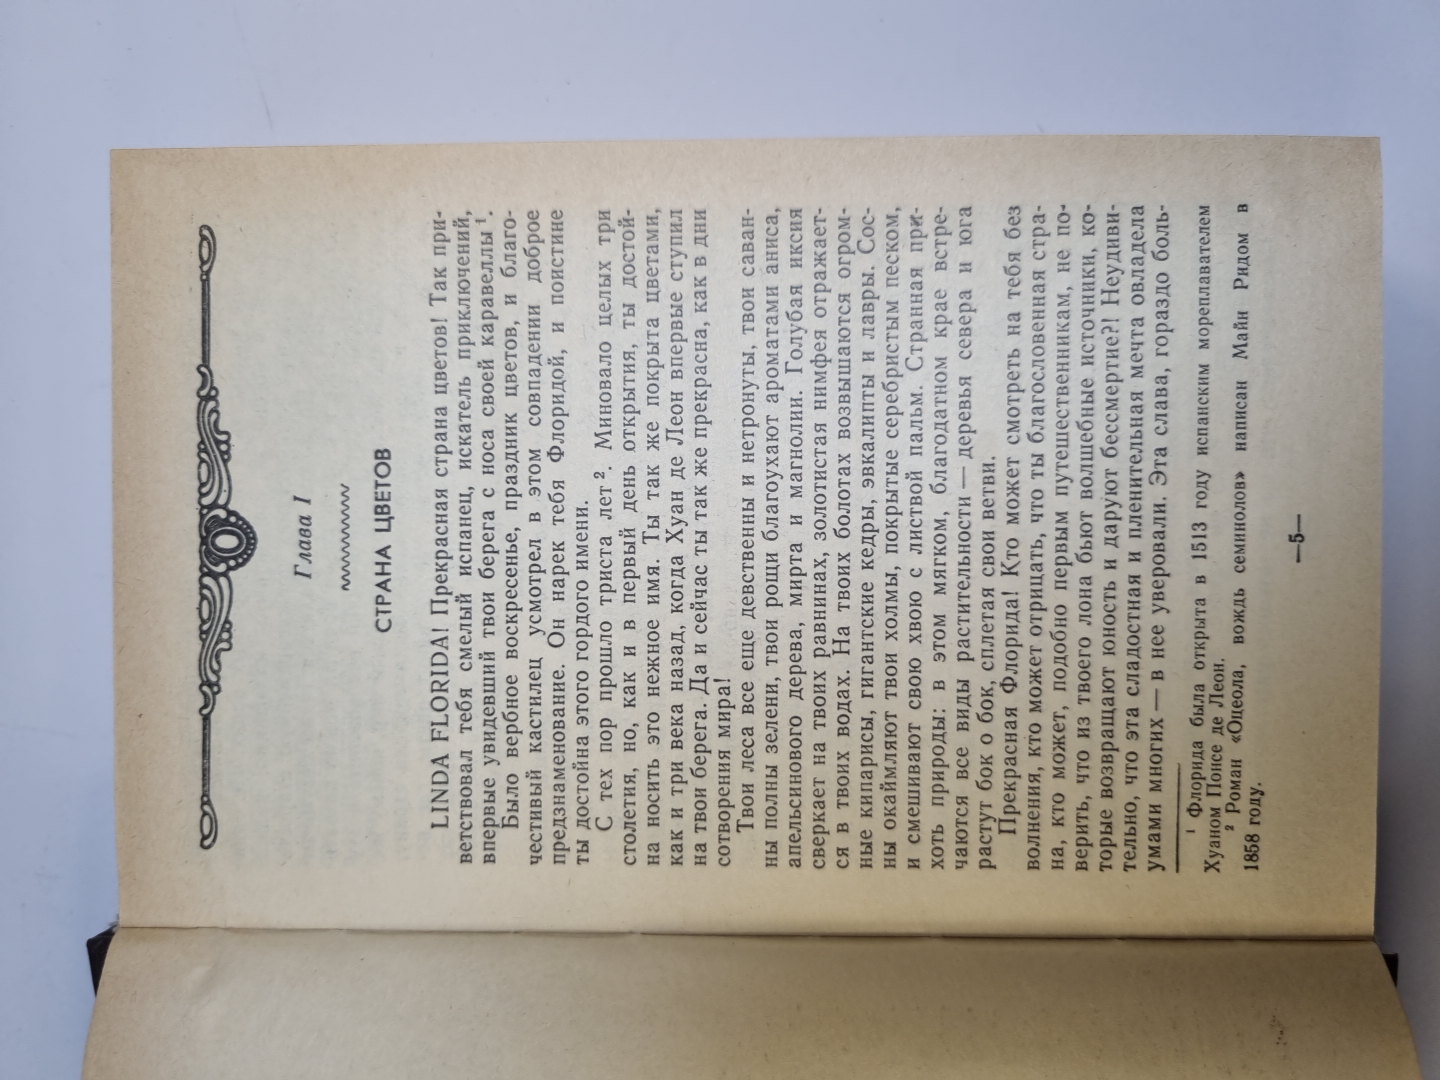 Глава I
СТРАНА ЦВЕТОВ
LINDA FLORIDA! Прекрасная страна цветов! Так при-
ветствовал тебя смелый испанец, искатель приключений,
впервые увидевший твои берега с носа своей каравеллы ¹.
Было вербное воскресенье, праздник цветов, и благо-
честивый кастилец усмотрел в этом совпадении доброе
предзнаменование. Он нарек тебя Флоридой, и поистине
ты достойна этого гордого имени.
С тех пор прошло триста лет ². Миновало целых три
столетия, но, как и в первый день открытия, ты достой-
на носить это нежное имя. Ты так же покрыта цветами,
как и три века назад, когда Хуан де Леон впервые ступил
на твои берега. Да и сейчас ты так же прекрасна, как в дни
сотворения мира!
Твои леса все еще девственны и нетронуты, твои саван-
ны полны зелени, твои рощи благоухают ароматами аниса,
апельсинового дерева, мирта и магнолии. Голубая иксия
сверкает на твоих равнинах, золотистая нимфея отражает-
ся в твоих водах. На твоих болотах возвышаются огром-
ные кипарисы, гигантские кедры, эвкалипты и лавры. Сос-
ны окаймляют твои холмы, покрытые серебристым песком,
и смешивают свою хвою с листвой пальм. Странная при-
хоть природы: в этом мягком, благодатном крае встре-
чаются все виды растительности — деревья севера и юга
растут бок о бок, сплетая свои ветви.
Прекрасная Флорида! Кто может смотреть на тебя без
волнения, кто может отрицать, что ты благословенная стра-
на, кто может, подобно первым путешественникам, не по-
верить, что из твоего лона бьют волшебные источники, ко-
торые возвращают юность и даруют бессмертие?! Неудиви-
тельно, что эта сладостная и пленительная мечта овладела
умами многих — в нее уверовали. Эта слава, гораздо боль-
¹ Флорида была открыта в 1513 году испанским мореплавателем
Хуаном Понсе де Леон.
² Роман «Оцеола, вождь семинолов» написан Майн Ридом в
1858 году.
—5—